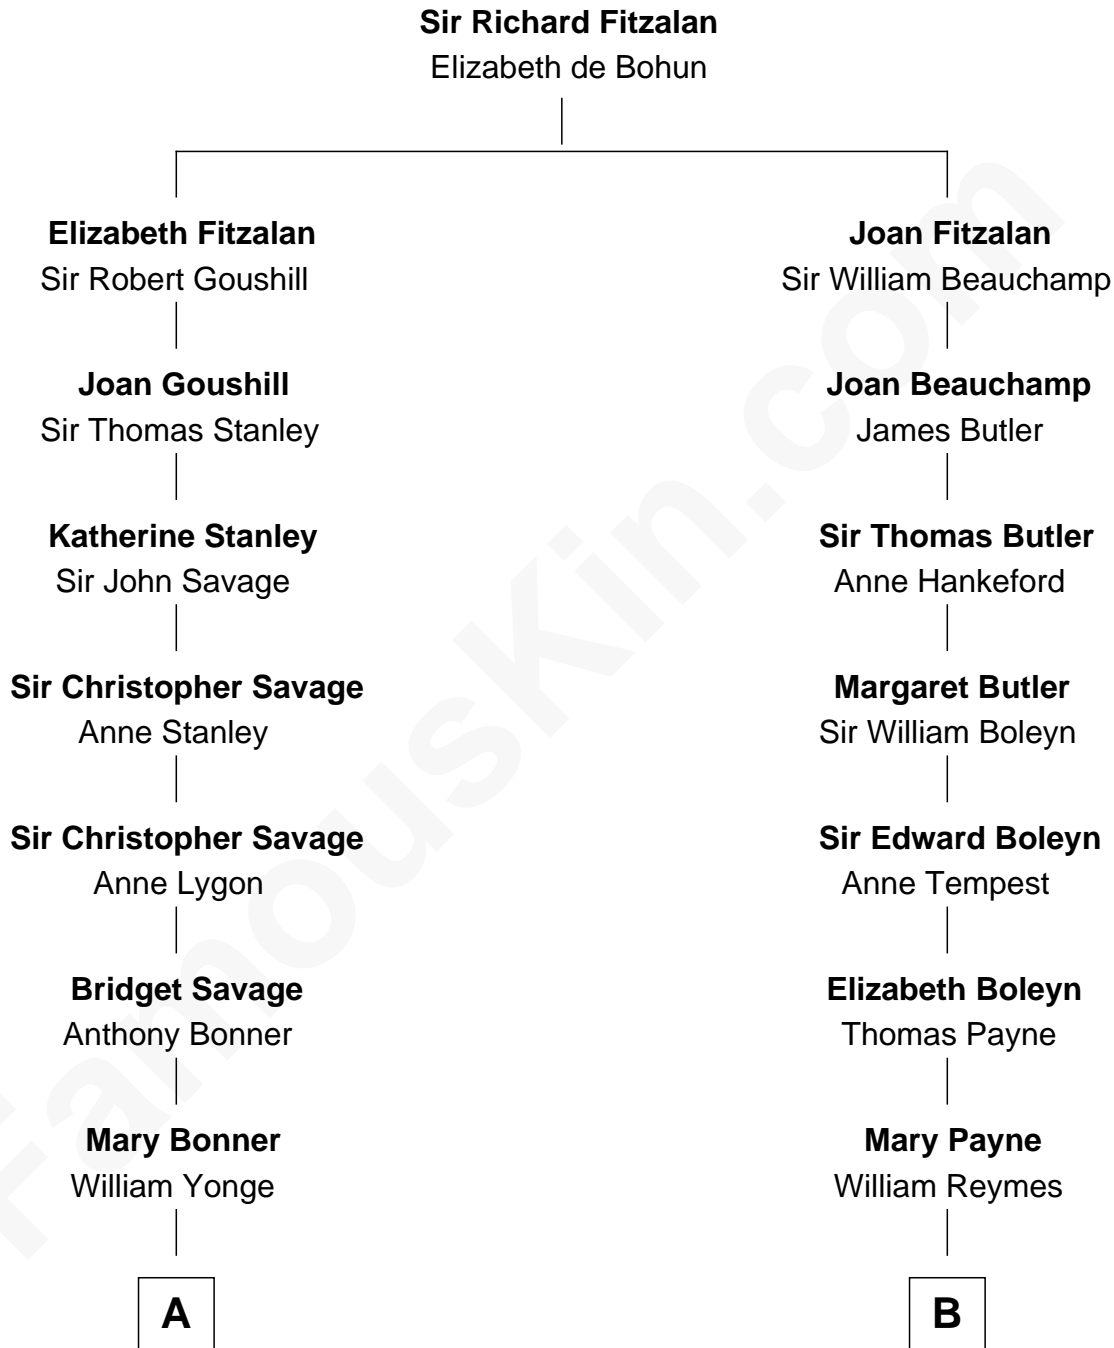 Sir Richard Fitzalan
Elizabeth de Bohun
Elizabeth Fitzalan
Sir Robert Goushill
Joan Goushill
Sir Thomas Stanley
Katherine Stanley
Sir John Savage
Sir Christopher Savage
Anne Stanley
Sir Christopher Savage
Anne Lygon
Bridget Savage
Anthony Bonner
Mary Bonner
William Yonge
A
Joan Fitzalan
Sir William Beauchamp
Joan Beauchamp
James Butler
Sir Thomas Butler
Anne Hankeford
Margaret Butler
Sir William Boleyn
Sir Edward Boleyn
Anne Tempest
Elizabeth Boleyn
Thomas Payne
Mary Payne
William Reymes
B
FamousKin.com